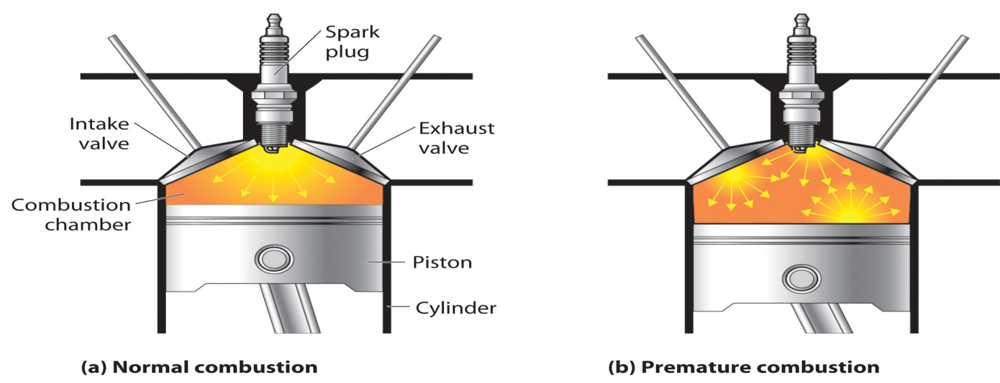 Spark
plug
Intake
valve
Exhaust
valve
Combustion
chamber
Piston
Cylinder
(a) Normal combustion
(b) Premature combustion